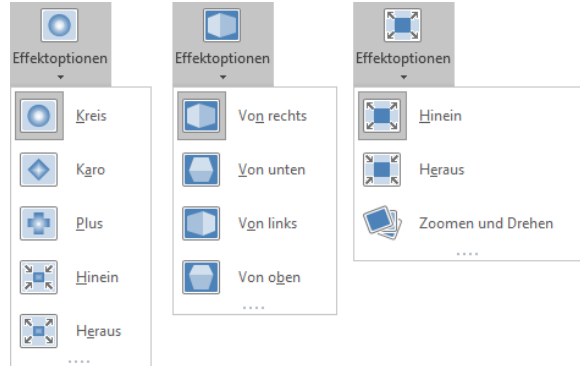 Effektoptionen
Kreis
Karo
Plus
Hinein
Heraus
Effektoptionen
Von rechts
Von unten
Von links
Von oben
Effektoptionen
Hinein
Heraus
Zoomen und Drehen